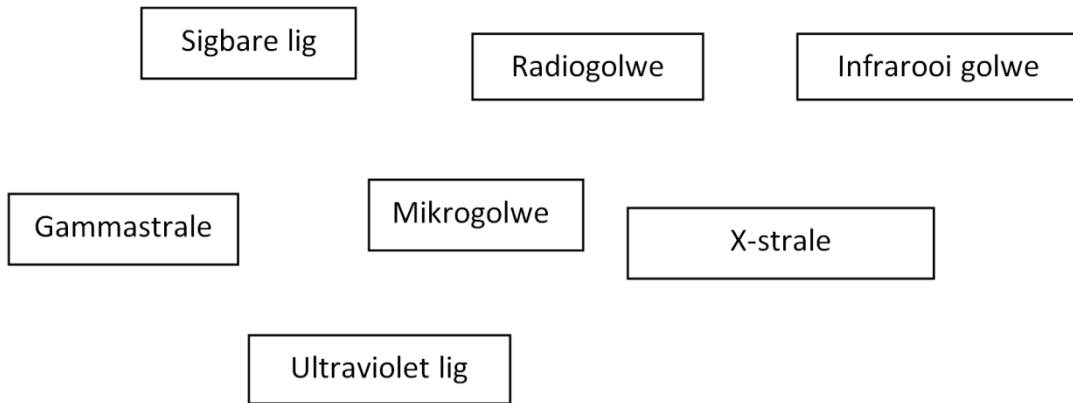 Sigbare lig
Radiogolwe
Infrarooi golwe
Gammastrale
Mikrogolwe
X-strale
Ultraviolet lig